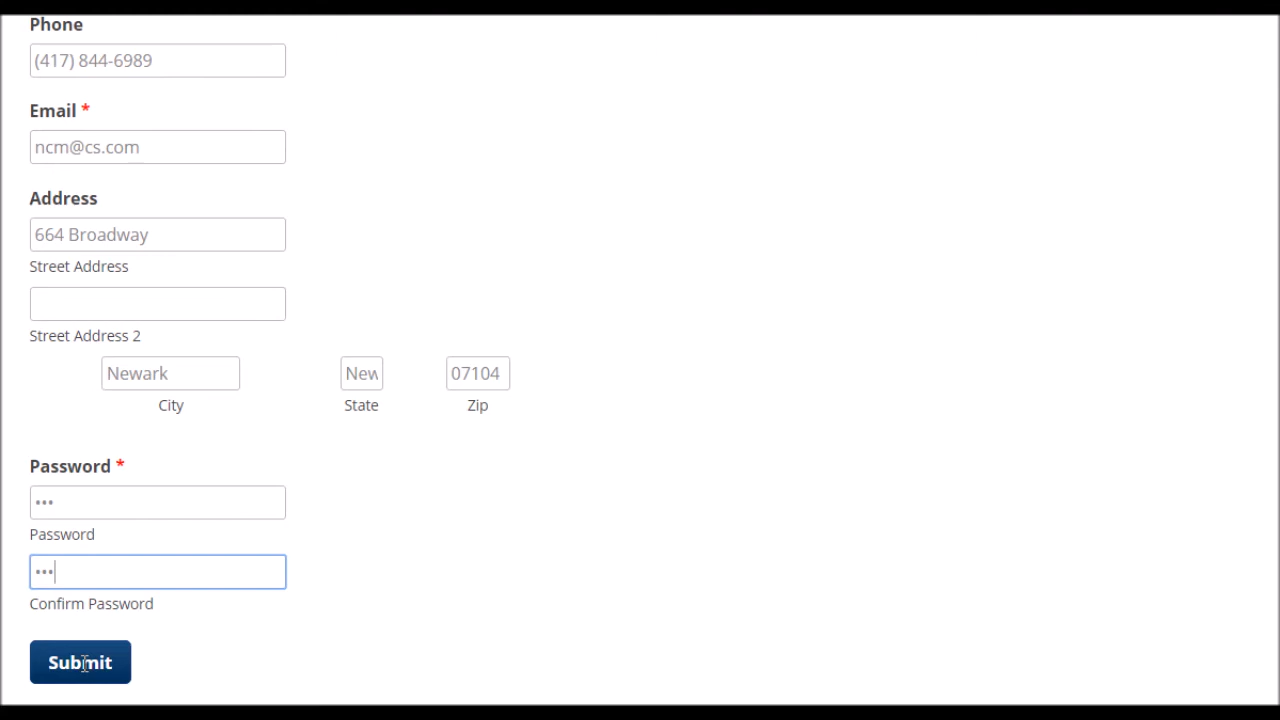 Phone
(417) 844-6989
Email *
ncm@cs.com
Address
664 Broadway
Street Address
Street Address 2
Newark New 07104
City State Zip
Password *
•••
Password
•••
Confirm Password
Submit